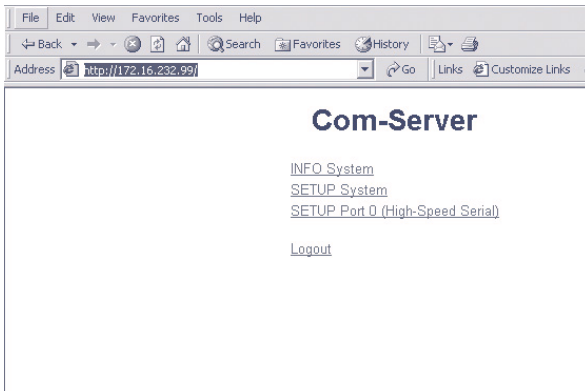 File Edit View Favorites Tools Help
Back Search Favorites History
Address http://172.16.232.99/ Go Links Customize Links
Com-Server
INFO System
SETUP System
SETUP Port 0 (High-Speed Serial)
Logout